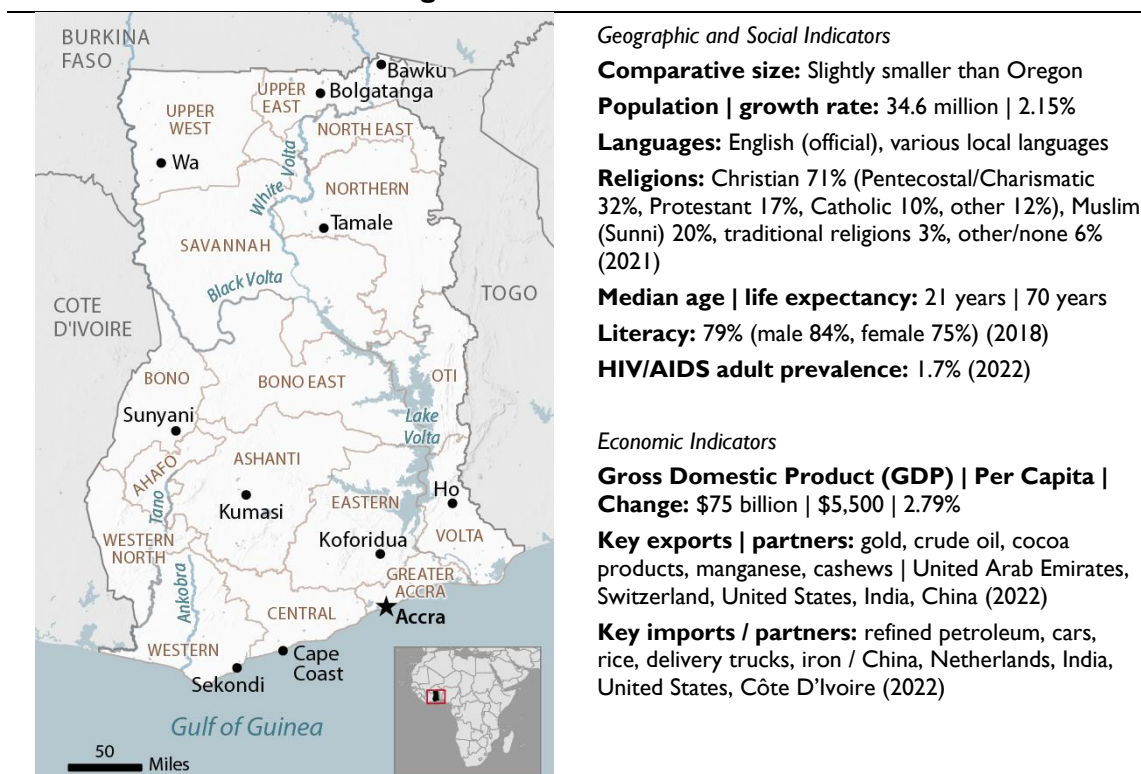 BURKINA
FASO
Bawku
UPPER
EAST
Bolgatanga
UPPER
WEST
NORTH EAST
Wa
White Volta
NORTHERN
Tamale
SAVANNAH
Black Volta
TOGO
COTE
D'IVOIRE
BONO
BONO EAST
OTI
Sunyani
Lake
Volta
AHAFO
ASHANTI
Tano
Kumasi
EASTERN
Ho
WESTERN
NORTH
Koforidua
VOLTA
Ankobra
GREATER
ACCRA
CENTRAL
Accra
WESTERN
Cape
Coast
Sekondi
Gulf of Guinea
50
Miles
Geographic and Social Indicators
Comparative size: Slightly smaller than Oregon
Population | growth rate: 34.6 million | 2.15%
Languages: English (official), various local languages
Religions: Christian 71% (Pentecostal/Charismatic
32%, Protestant 17%, Catholic 10%, other 12%), Muslim
(Sunni) 20%, traditional religions 3%, other/none 6%
(2021)
Median age | life expectancy: 21 years | 70 years
Literacy: 79% (male 84%, female 75%) (2018)
HIV/AIDS adult prevalence: 1.7% (2022)
Economic Indicators
Gross Domestic Product (GDP) | Per Capita |
Change: $75 billion | $5,500 | 2.79%
Key exports | partners: gold, crude oil, cocoa
products, manganese, cashews | United Arab Emirates,
Switzerland, United States, India, China (2022)
Key imports / partners: refined petroleum, cars,
rice, delivery trucks, iron / China, Netherlands, India,
United States, Côte D’Ivoire (2022)